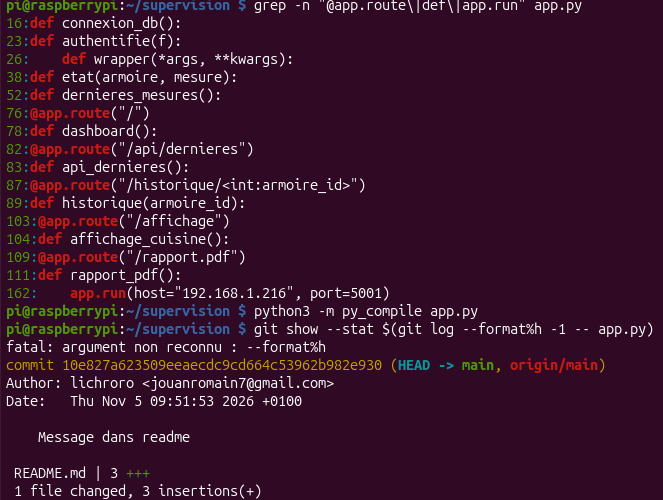 pi@raspberrypi:~/supervision $ grep -n "@app.route\|def\|app.run" app.py
16:def connexion_db():
23:def authentifie(f):
26:    def wrapper(*args, **kwargs):
38:def etat(armoire, mesure):
52:def dernieres_mesures():
76:@app.route("/")
78:def dashboard():
82:@app.route("/api/dernieres")
83:def api_dernieres():
87:@app.route("/historique/<int:armoire_id>")
89:def historique(armoire_id):
103:@app.route("/affichage")
104:def affichage_cuisine():
109:@app.route("/rapport.pdf")
111:def rapport_pdf():
162:    app.run(host="192.168.1.216", port=5001)
pi@raspberrypi:~/supervision $ python3 -m py_compile app.py
pi@raspberrypi:~/supervision $ git show --stat $(git log --format%h -1 -- app.py)
fatal: argument non reconnu : --format%h
commit 10e827a623509eeaecdc9cd664c53962b982e930 (HEAD -> main, origin/main)
Author: lichroro <jouanromain7@gmail.com>
Date:   Thu Nov 5 09:51:53 2026 +0100
    Message dans readme
 README.md | 3 +++
 1 file changed, 3 insertions(+)